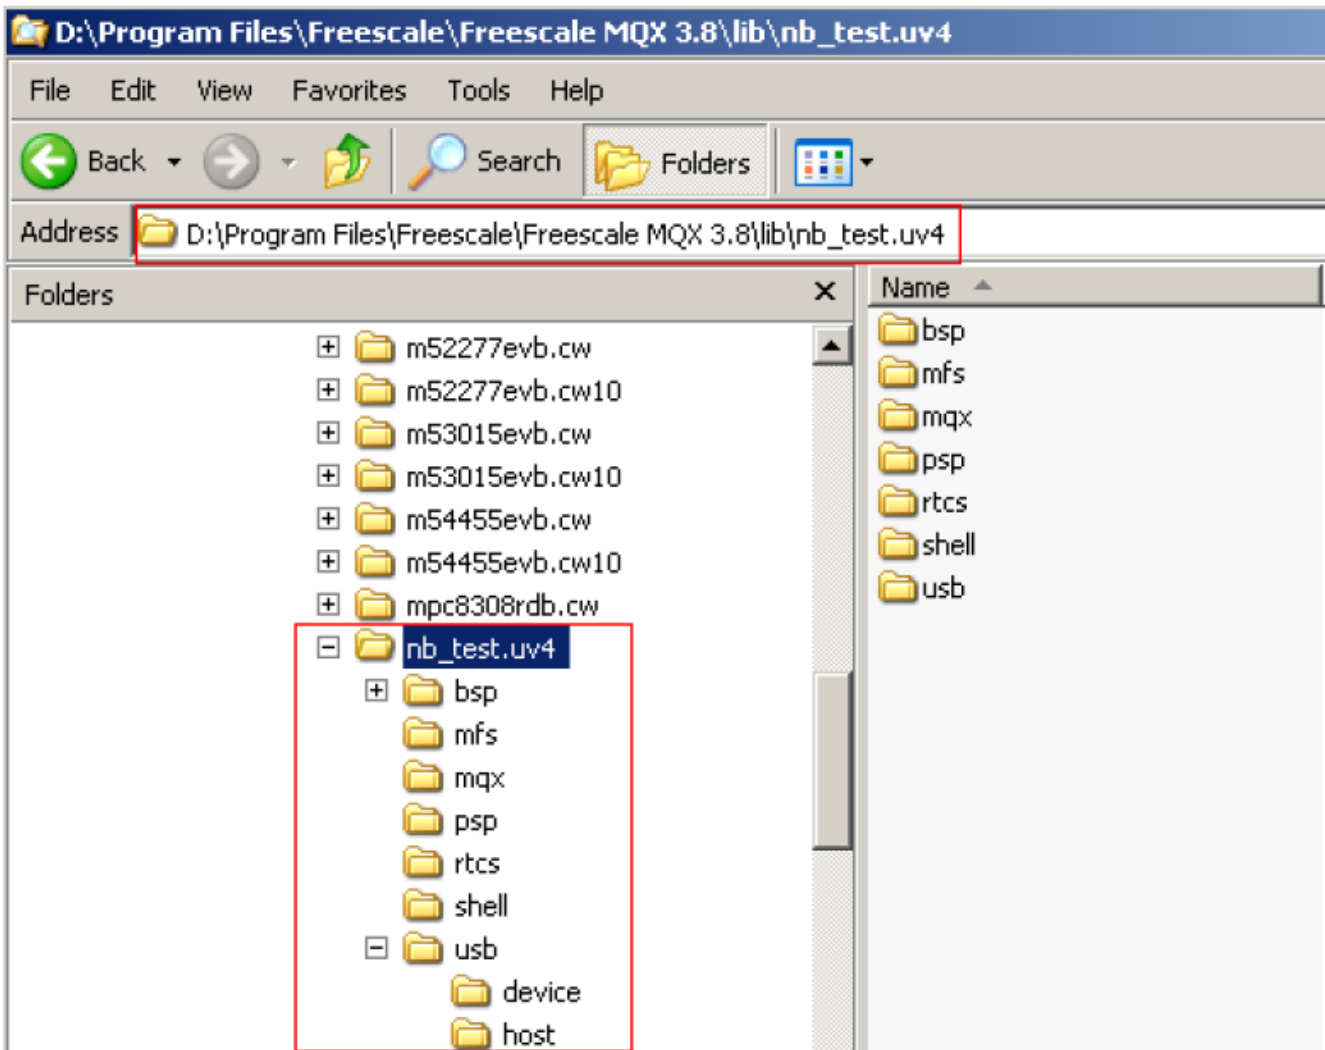 D:\Program Files\Freescale\Freescale MQX 3.8\lib\nb_test.uv4
File Edit View Favorites Tools Help
Back Search Folders
Address D:\Program Files\Freescale\Freescale MQX 3.8\lib\nb_test.uv4
Folders
m52277evb.cw
m52277evb.cw10
m53015evb.cw
m53015evb.cw10
m54455evb.cw
m54455evb.cw10
mpc8308rdb.cw
nb_test.uv4
bsp
mfs
mqx
psp
rtcs
shell
usb
device
host
Name
bsp
mfs
mqx
psp
rtcs
shell
usb